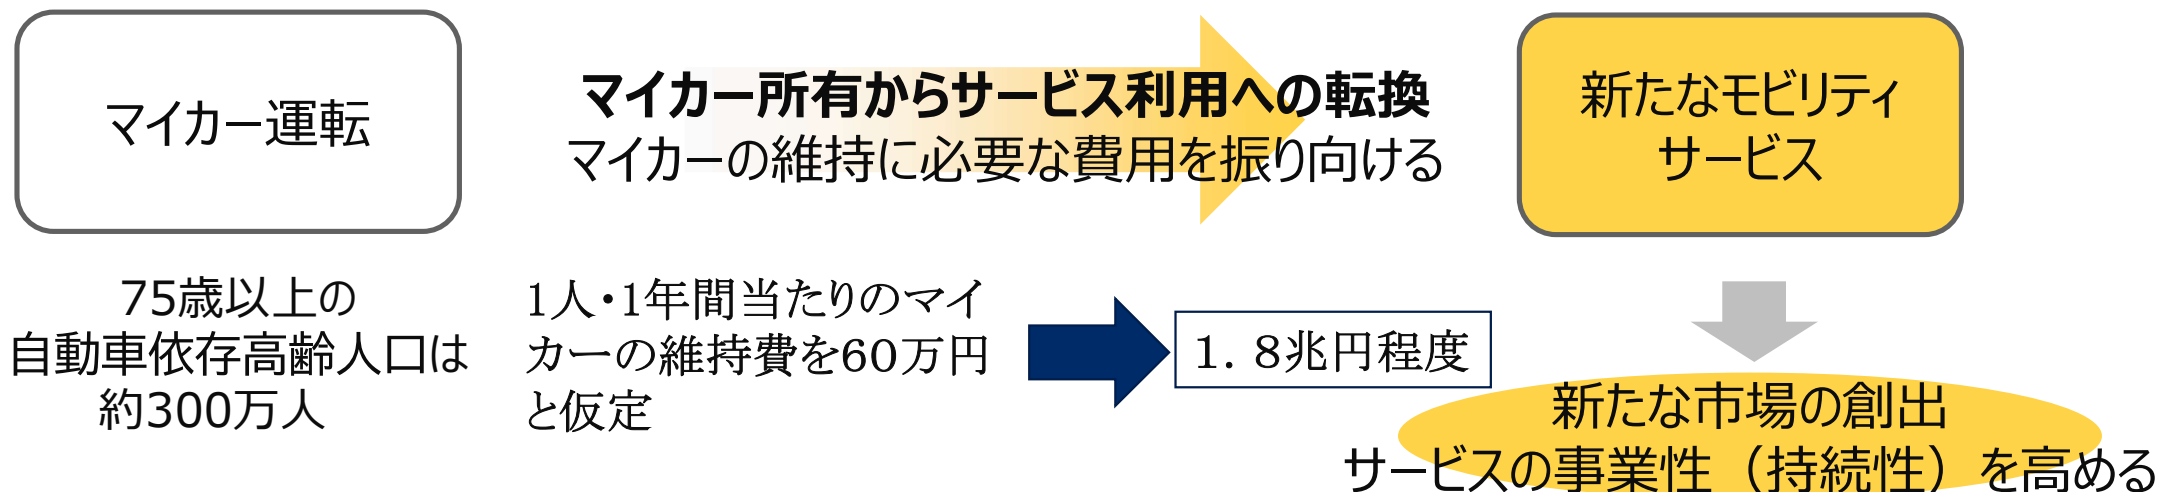 マイカー運転
マイカー所有からサービス利用への転換
マイカーの維持に必要な費用を振り向ける
新たなモビリティ
サービス
75歳以上の
自動車依存高齢人口は
約300万人
1人・1年間当たりのマイ
カーの維持費を60万円
と仮定
1．8兆円程度
新たな市場の創出
サービスの事業性（持続性）を高める